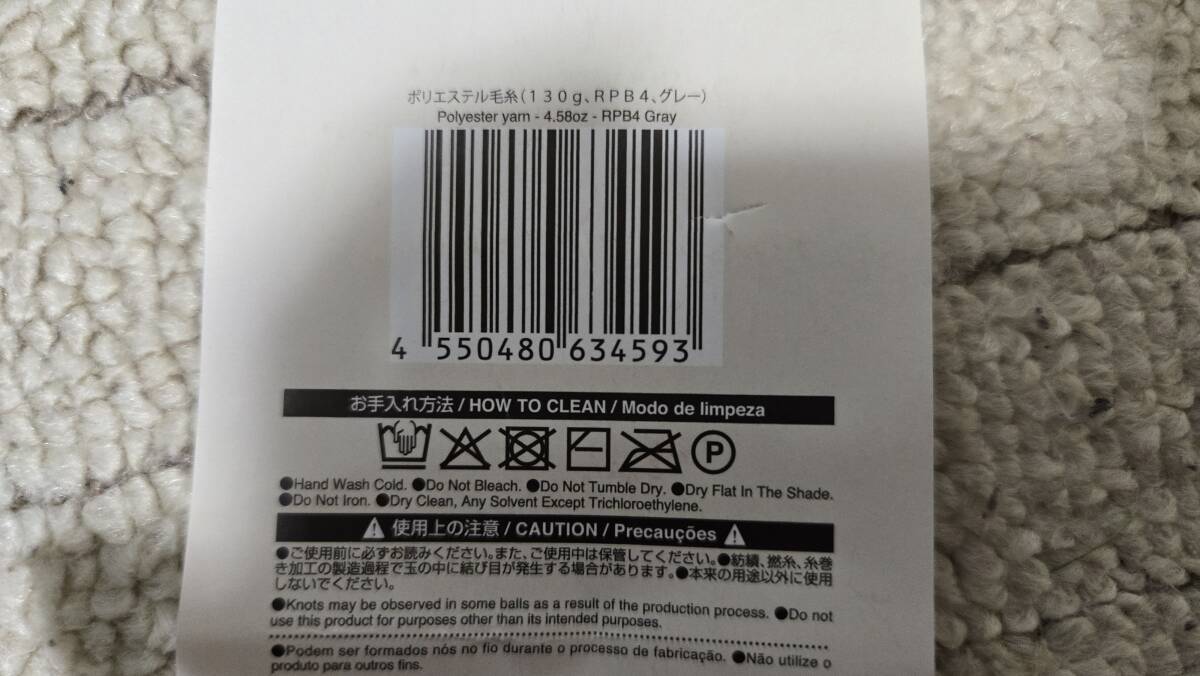 ポリエステル毛糸(130g、RPB4、グレー)
Polyester yarn - 4.58oz - RPB4 Gray
4 550480 634593
お手入れ方法 / HOW TO CLEAN / Modo de limpeza
P
●Hand Wash Cold. ●Do Not Bleach. ●Do Not Tumble Dry. ●Dry Flat In The Shade.
●Do Not Iron. ●Dry Clean, Any Solvent Except Trichloroethylene.
使用上の注意 / CAUTION / Precauções
●ご使用前に必ずお読みください。また、ご使用中は保管してください。●紡績、撚糸、糸巻
き加工の製造過程で玉の中に結び目が発生する場合があります。●本来の用途以外に使用
しないでください。
●Knots may be observed in some balls as a result of the production process. ●Do not
use this product for purposes other than its intended purposes.
●Podem ser formados nós no fio durante o processo de fabricação. ●Não utilize o
produto para outros fins.